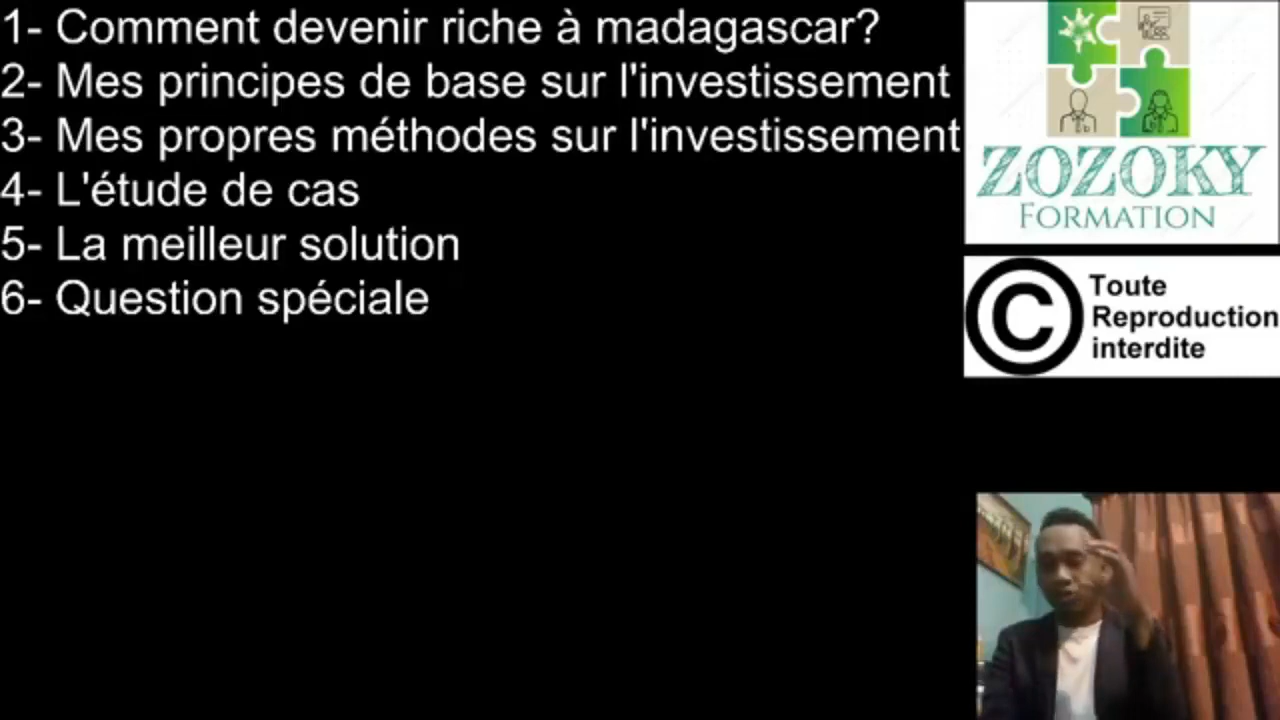 1- Comment devenir riche à madagascar?
2- Mes principes de base sur l'investissement
3- Mes propres méthodes sur l'investissement
4- L'étude de cas
5- La meilleur solution
6- Question spéciale
ZOZOKY
FORMATION
C
Toute
Reproduction
interdite